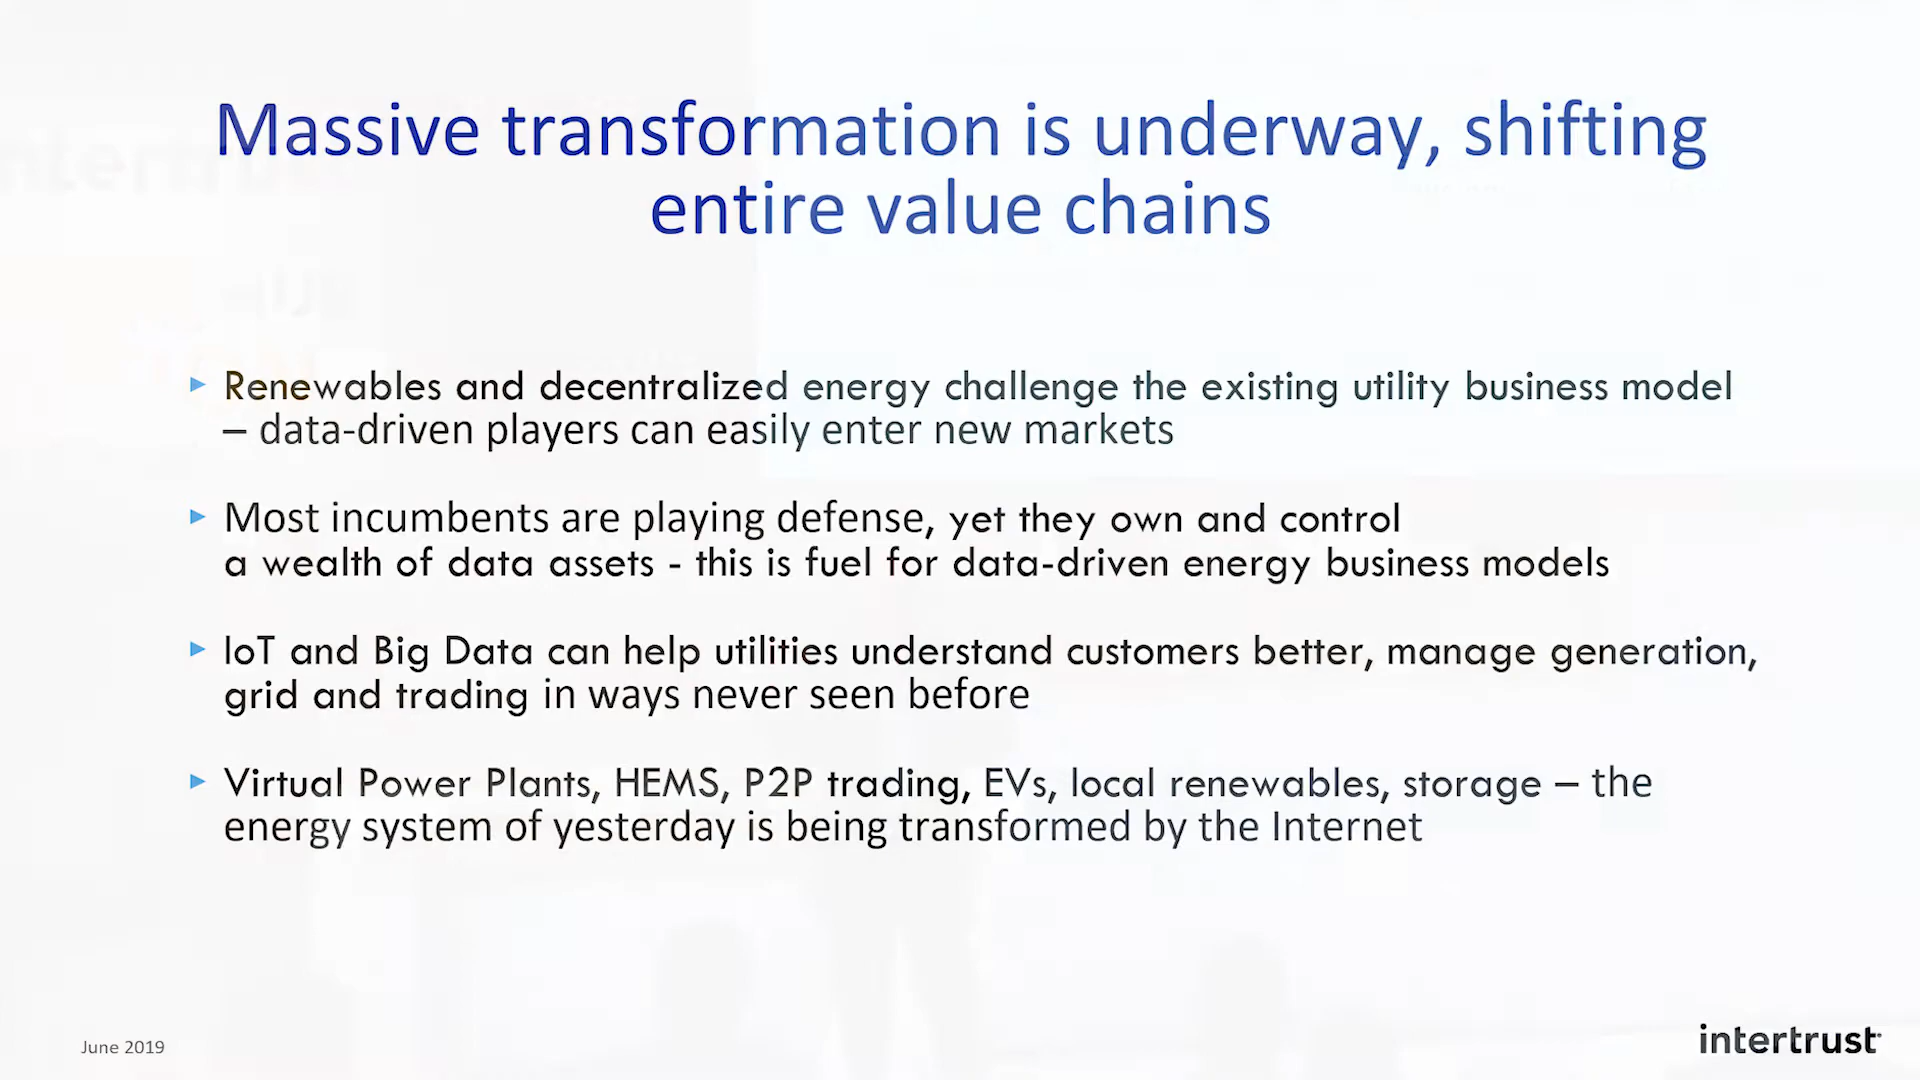 Massive transformation is underway, shifting
entire value chains
Renewables and decentralized energy challenge the existing utility business model
– data-driven players can easily enter new markets
Most incumbents are playing defense, yet they own and control
a wealth of data assets - this is fuel for data-driven energy business models
IoT and Big Data can help utilities understand customers better, manage generation,
grid and trading in ways never seen before
Virtual Power Plants, HEMS, P2P trading, EVs, local renewables, storage – the
energy system of yesterday is being transformed by the Internet
June 2019
intertrust